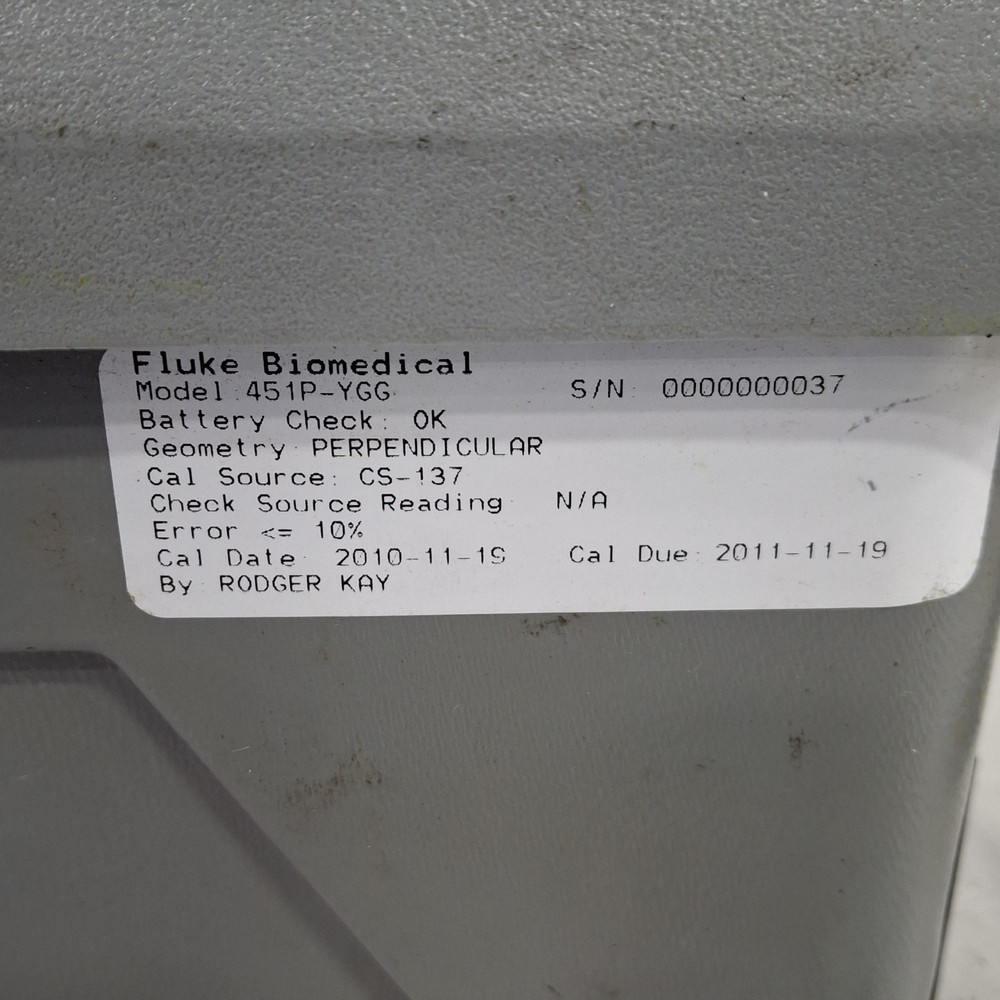 Fluke Biomedical
Model 451P-YGG S/N: 0000000037
Battery Check: OK
Geometry: PERPENDICULAR
Cal Source: CS-137
Check Source Reading N/A
Error <= 10%
Cal Date: 2010-11-19 Cal Due: 2011-11-19
By: RODGER KAY